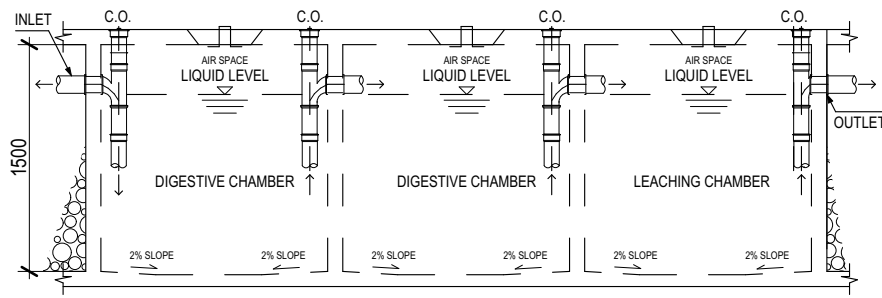 C.O.
C.O.
C.O.
C.O.
INLET
AIR SPACE
LIQUID LEVEL
AIR SPACE
LIQUID LEVEL
AIR SPACE
LIQUID LEVEL
OUTLET
1500
DIGESTIVE CHAMBER
DIGESTIVE CHAMBER
LEACHING CHAMBER
2% SLOPE
2% SLOPE
2% SLOPE
2% SLOPE
2% SLOPE
2% SLOPE